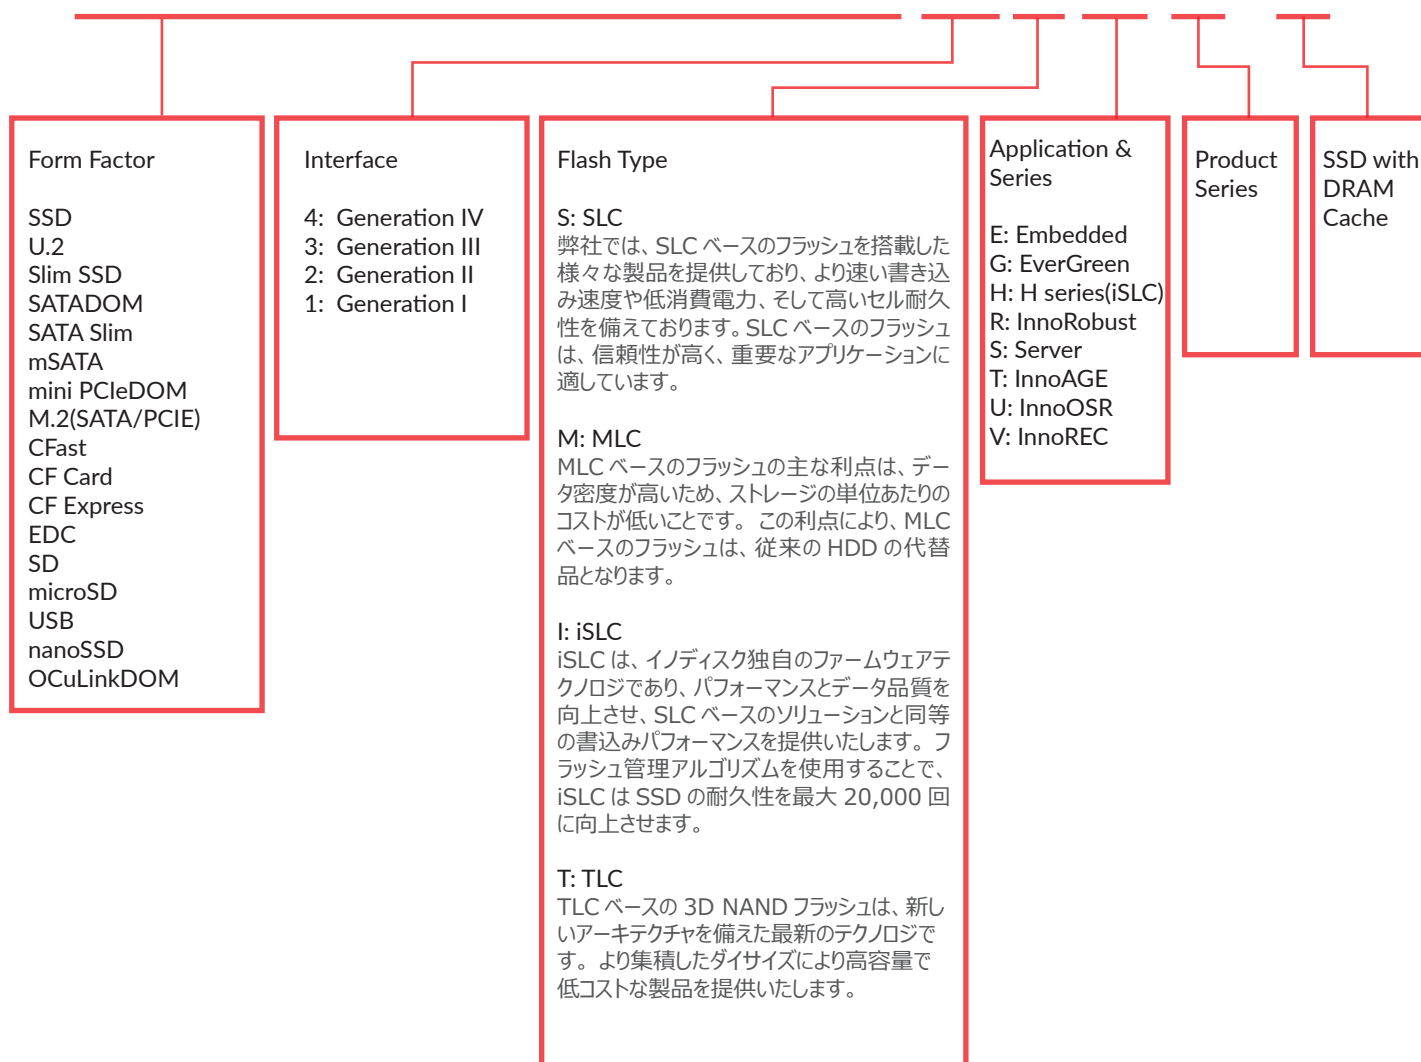 Form Factor
SSD
U.2
Slim SSD
SATADOM
SATA Slim
mSATA
mini PCIeDOM
M.2(SATA/PCIE)
CFast
CF Card
CF Express
EDC
SD
microSD
USB
nanoSSD
OCuLinkDOM
Interface
4: Generation IV
3: Generation III
2: Generation II
1: Generation I
Flash Type
S: SLC
弊社では、SLC ベースのフラッシュを搭載した
様々な製品を提供しており、より速い書き込
み速度や低消費電力、そして高いセル耐久
性を備えております。SLC ベースのフラッシュ
は、信頼性が高く、重要なアプリケーションに
適しています。
M: MLC
MLC ベースのフラッシュの主な利点は、デー
タ密度が高いため、ストレージの単位あたりの
コストが低いことです。この利点により、MLC
ベースのフラッシュは、従来の HDD の代替
品となります。
I: iSLC
iSLC は、イノディスク独自のファームウェアテ
クノロジであり、パフォーマンスとデータ品質を
向上させ、SLC ベースのソリューションと同等
の書込みパフォーマンスを提供いたします。フ
ラッシュ管理アルゴリズムを使用することで、
iSLC は SSD の耐久性を最大 20,000 回
に向上させます。
T: TLC
TLC ベースの 3D NAND フラッシュは、新し
いアーキテクチャを備えた最新のテクノロジで
す。より集積したダイサイズにより高容量で
低コストな製品を提供いたします。
Application &
Series
E: Embedded
G: EverGreen
H: H series(iSLC)
R: InnoRobust
S: Server
T: InnoAGE
U: InnoOSR
V: InnoREC
Product
Series
SSD with
DRAM
Cache